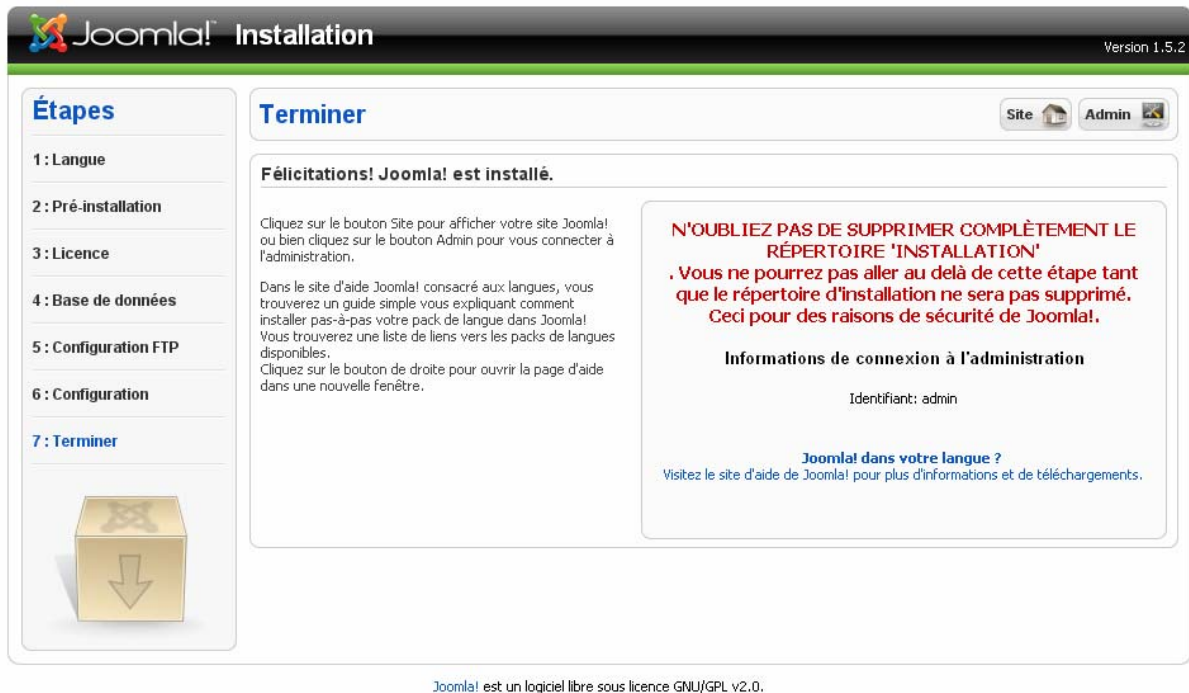 Joomla! Installation
Version 1.5.2
Étapes
1 : Langue
2 : Pré-installation
3 : Licence
4 : Base de données
5 : Configuration FTP
6 : Configuration
7 : Terminer
Terminer
Site
Admin
Félicitations! Joomla! est installé.
Cliquez sur le bouton Site pour afficher votre site Joomla!
ou bien cliquez sur le bouton Admin pour vous connecter à
l'administration.
Dans le site d'aide Joomla! consacré aux langues, vous
trouverez un guide simple vous expliquant comment
installer pas-à-pas votre pack de langue dans Joomla!
Vous trouverez une liste de liens vers les packs de langues
disponibles.
Cliquez sur le bouton de droite pour ouvrir la page d'aide
dans une nouvelle fenêtre.
N'OUBLIEZ PAS DE SUPPRIMER COMPLÈTEMENT LE
RÉPERTOIRE 'INSTALLATION'
. Vous ne pourrez pas aller au delà de cette étape tant
que le répertoire d'installation ne sera pas supprimé.
Ceci pour des raisons de sécurité de Joomla!.
Informations de connexion à l'administration
Identifiant: admin
Joomla! dans votre langue ?
Visitez le site d'aide de Joomla! pour plus d'informations et de téléchargements.
Joomla! est un logiciel libre sous licence GNU/GPL v2.0.